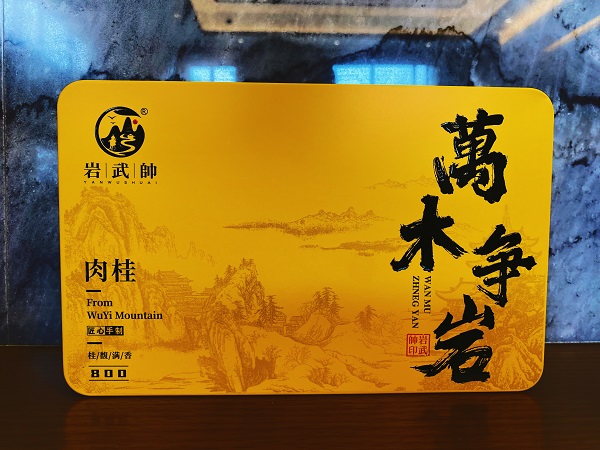 ®
岩|武|帥
YANWUSHUAI
肉桂
From
WuYi Mountain
匠心手制
桂/馥/满/香
800
萬木争岩
WAN MU
ZHNEG YAN
岩武
帥印